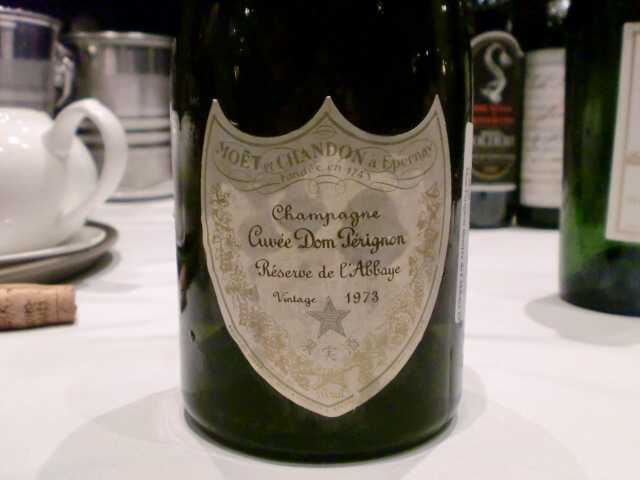 MOËT et CHANDON à Epernay
Fondée en 1743
Champagne
Cuvée Dom Pérignon
Réserve de l'Abbaye
Vintage 1973